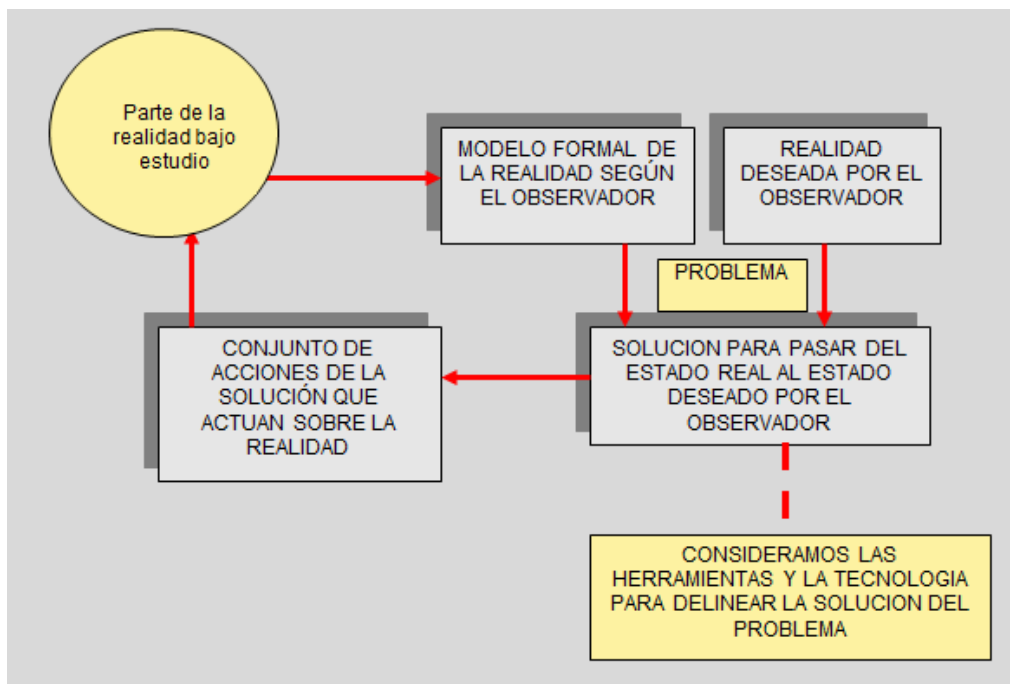 Parte de la
realidad bajo
estudio
MODELO FORMAL DE
LA REALIDAD SEGÚN
EL OBSERVADOR
REALIDAD
DESEADA POR EL
OBSERVADOR
PROBLEMA
CONJUNTO DE
ACCIONES DE LA
SOLUCIÓN QUE
ACTUAN SOBRE LA
REALIDAD
SOLUCION PARA PASAR DEL
ESTADO REAL AL ESTADO
DESEADO POR EL
OBSERVADOR
CONSIDERAMOS LAS
HERRAMIENTAS Y LA TECNOLOGIA
PARA DELINEAR LA SOLUCION DEL
PROBLEMA